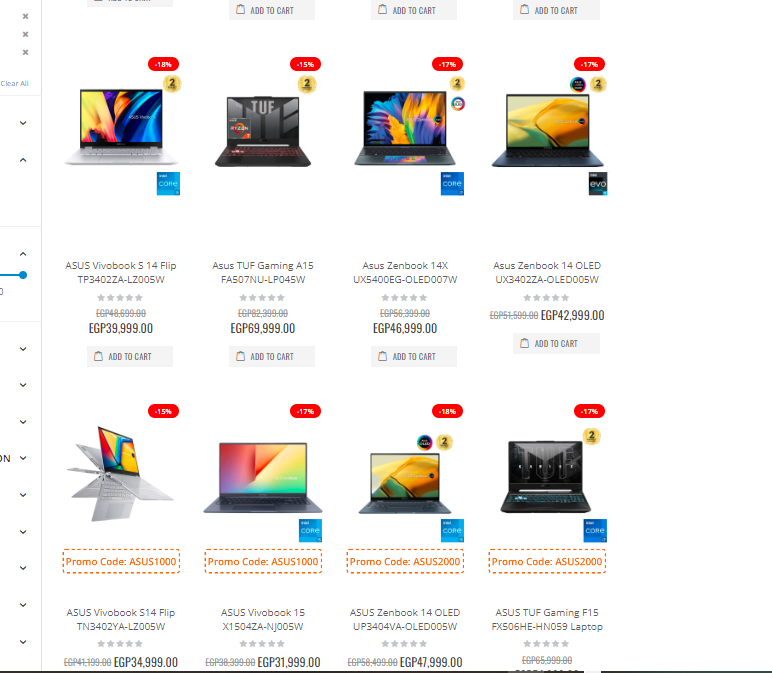 ADD TO CART
ADD TO CART
ADD TO CART
Clear All
-18%
-15%
-17%
-17%
ASUS Vivobook S 14 Flip
TP3402ZA-LZ005W
EGP48,699.00
EGP39,999.00
ADD TO CART
Asus TUF Gaming A15
FA507NU-LP045W
EGP82,399.00
EGP69,999.00
ADD TO CART
Asus Zenbook 14X
UX5400EG-OLED007W
EGP56,399.00
EGP46,999.00
ADD TO CART
Asus Zenbook 14 OLED
UX3402ZA-OLED005W
EGP51,599.00 EGP42,999.00
ADD TO CART
-15%
-17%
-18%
-17%
Promo Code: ASUS1000
ASUS Vivobook S14 Flip
TN3402YA-LZ005W
EGP41,199.00 EGP34,999.00
Promo Code: ASUS1000
ASUS Vivobook 15
X1504ZA-NJ005W
EGP38,399.00 EGP31,999.00
Promo Code: ASUS2000
ASUS Zenbook 14 OLED
UP3404VA-OLED005W
EGP58,499.00 EGP47,999.00
Promo Code: ASUS2000
ASUS TUF Gaming F15
FX506HE-HN059 Laptop
EGP65,999.00